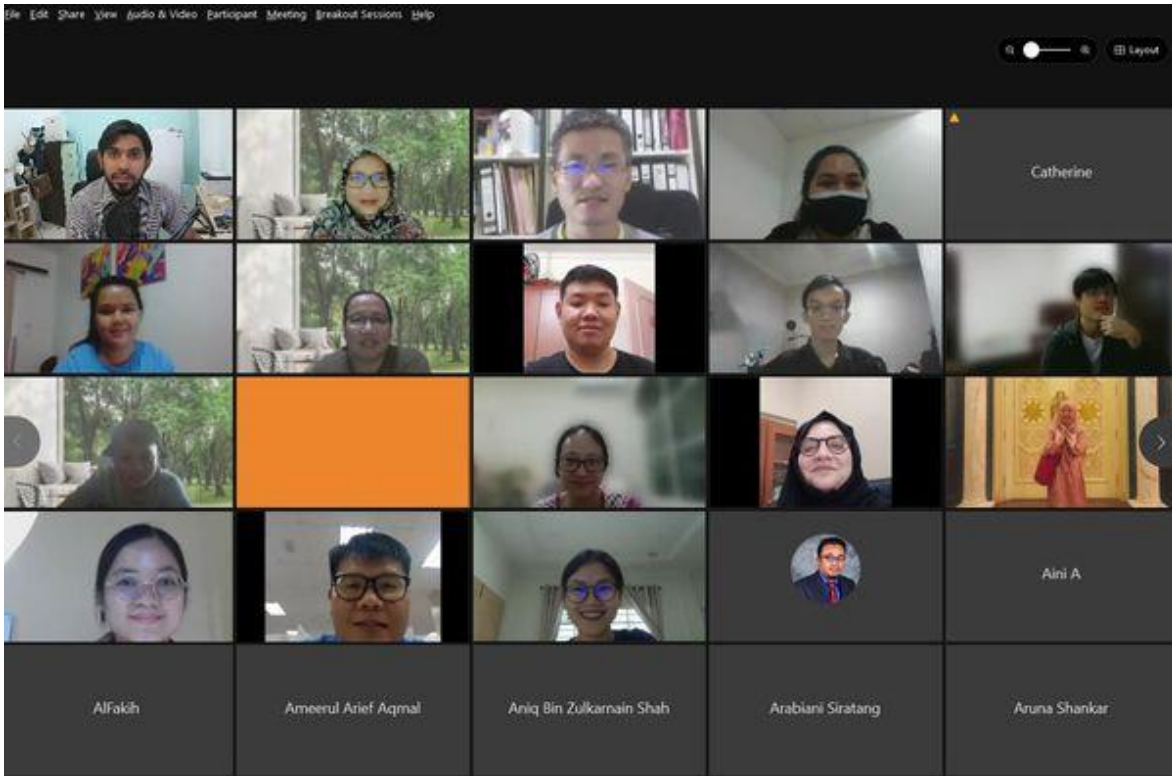 File Edit Share View Audio & Video Participant Meeting Breakout Sessions Help
Layout
Catherine
Aini A
AlFakih
Ameerul Arief Aqmal
Aniq Bin Zulkarnain Shah
Arabiani Siratang
Aruna Shankar